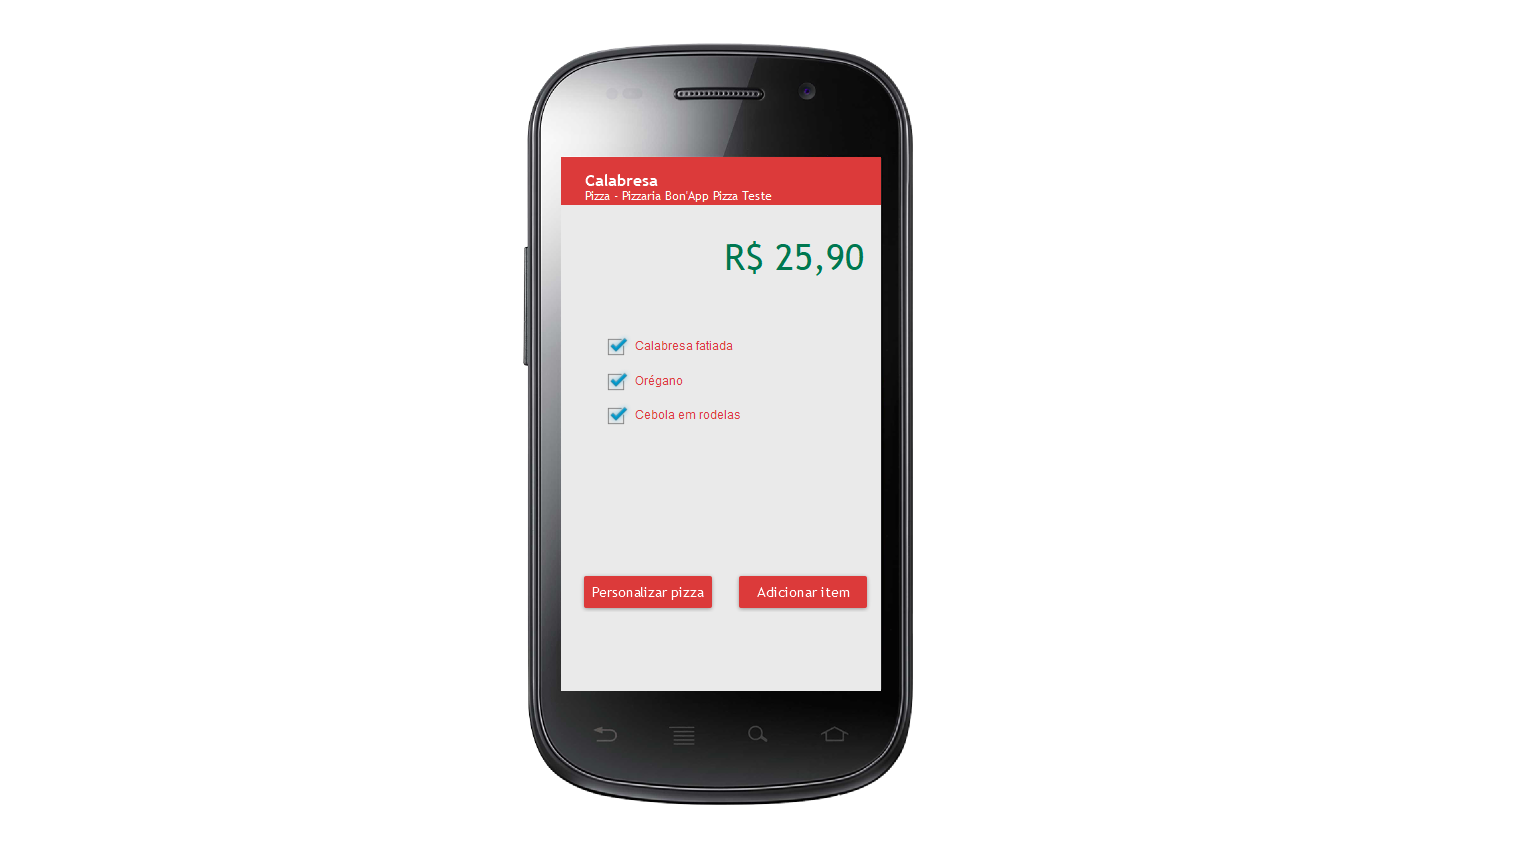 Calabresa
Pizza - Pizzaria Bon'App Pizza Teste
R$ 25,90
Calabresa fatiada
Orégano
Cebola em rodelas
Personalizar pizza
Adicionar item